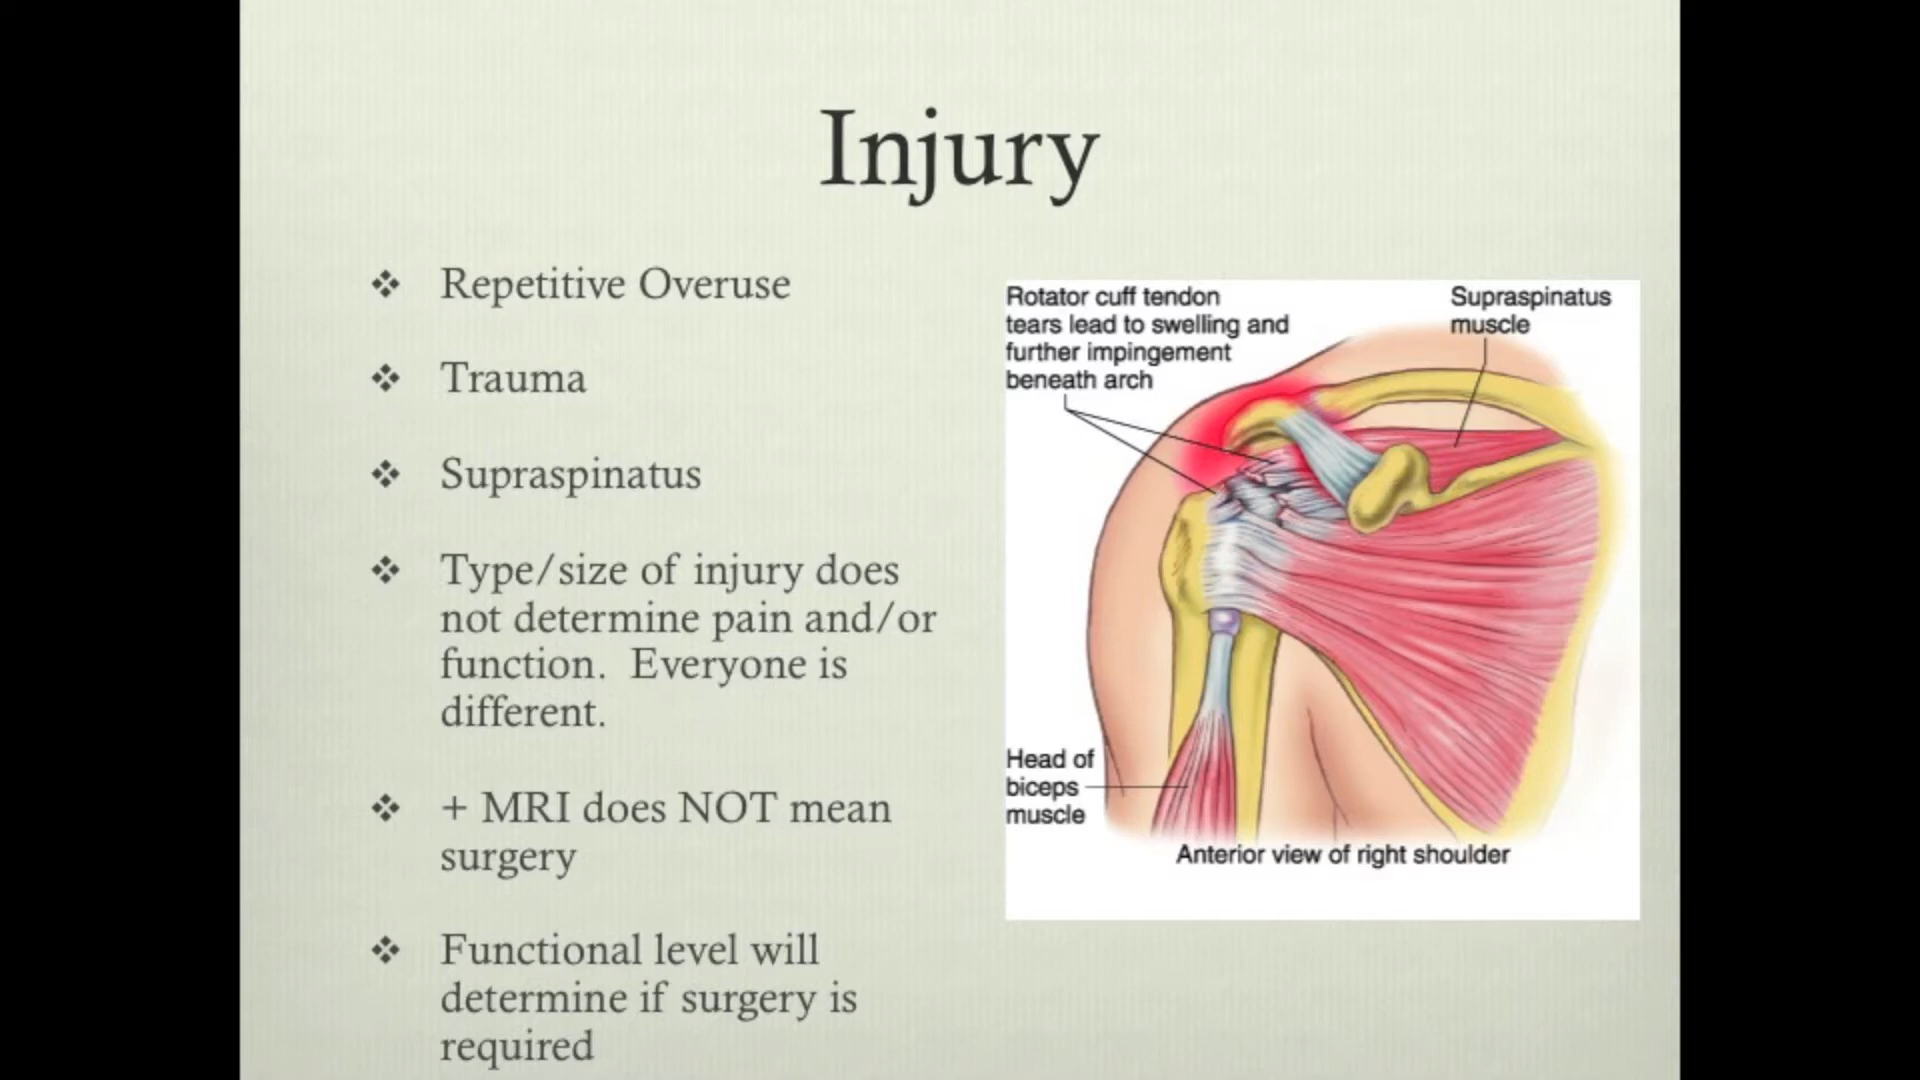 Injury
❖ Repetitive Overuse
❖ Trauma
❖ Supraspinatus
❖ Type/size of injury does
not determine pain and/or
function. Everyone is
different.
❖ + MRI does NOT mean
surgery
❖ Functional level will
determine if surgery is
required
Rotator cuff tendon
tears lead to swelling and
further impingement
beneath arch
Supraspinatus
muscle
Head of
biceps
muscle
Anterior view of right shoulder